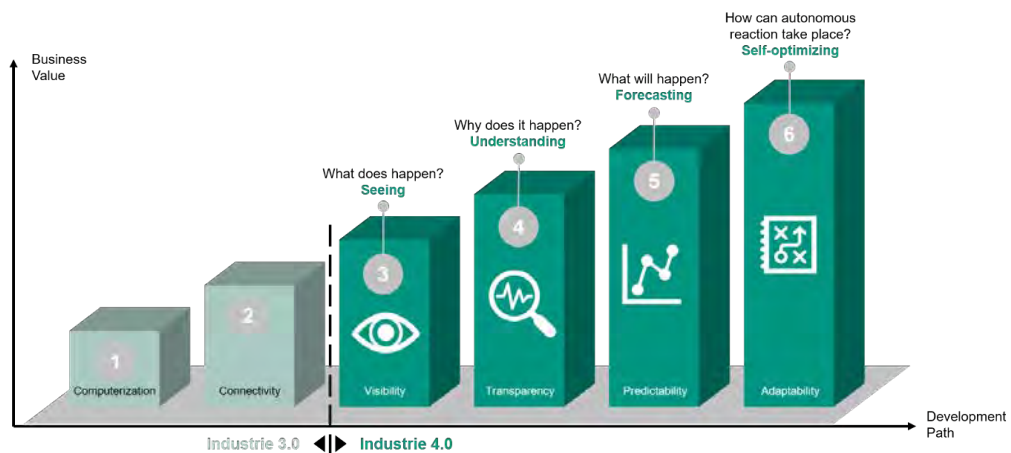 Business
Value
How can autonomous
reaction take place?
Self-optimizing
What will happen?
Forecasting
Why does it happen?
Understanding
What does happen?
Seeing
1
2
3
4
5
6
Computerization
Connectivity
Visibility
Transparency
Predictability
Adaptability
Development
Path
Industrie 3.0
Industrie 4.0